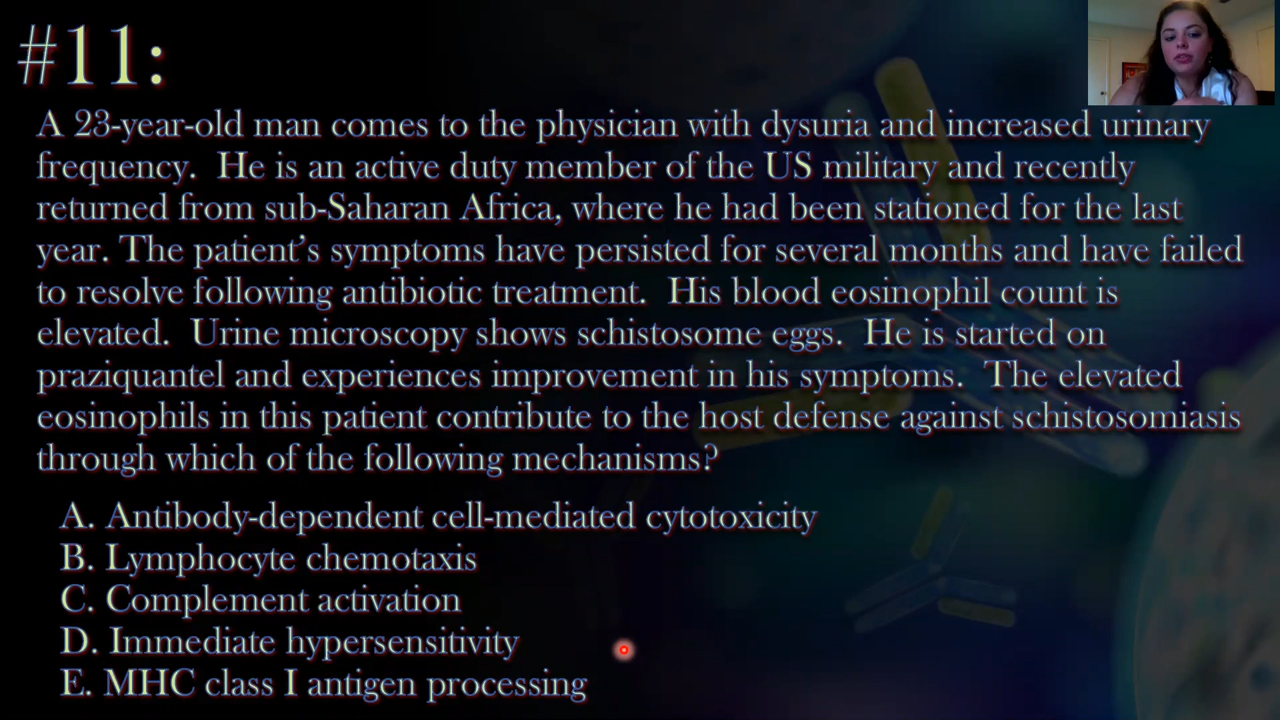 #11:
A 23-year-old man comes to the physician with dysuria and increased urinary
frequency.  He is an active duty member of the US military and recently
returned from sub-Saharan Africa, where he had been stationed for the last
year. The patient’s symptoms have persisted for several months and have failed
to resolve following antibiotic treatment.  His blood eosinophil count is
elevated.  Urine microscopy shows schistosome eggs.  He is started on
praziquantel and experiences improvement in his symptoms.  The elevated
eosinophils in this patient contribute to the host defense against schistosomiasis
through which of the following mechanisms?
A. Antibody-dependent cell-mediated cytotoxicity
B. Lymphocyte chemotaxis
C. Complement activation
D. Immediate hypersensitivity
E. MHC class I antigen processing